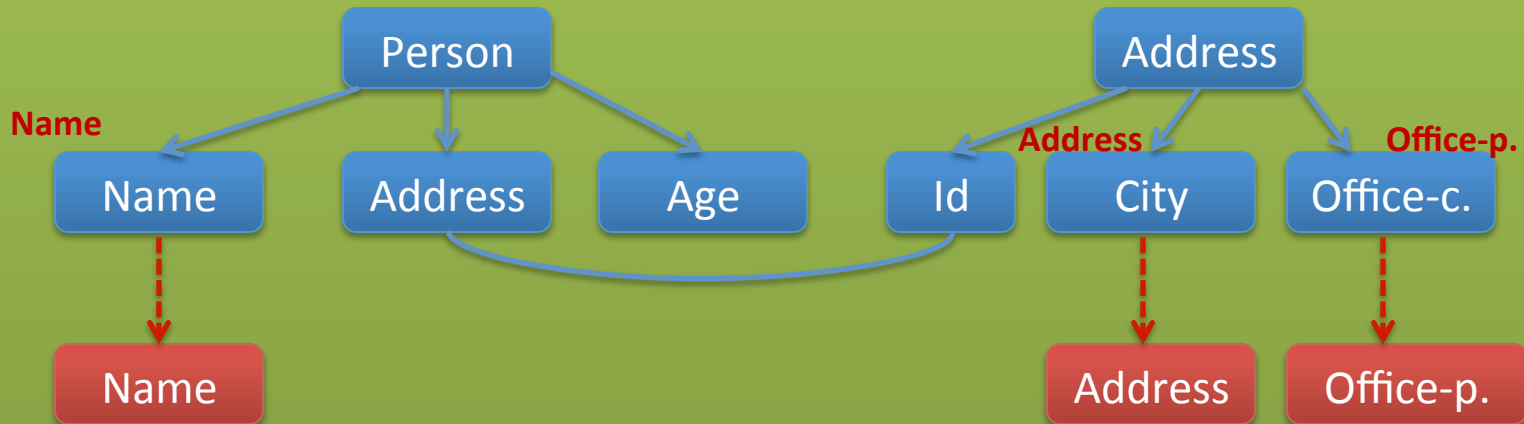 Person
Address
Name
Address
Office-p.
Name
Address
Age
Id
City
Office-c.
Name
Address
Office-p.